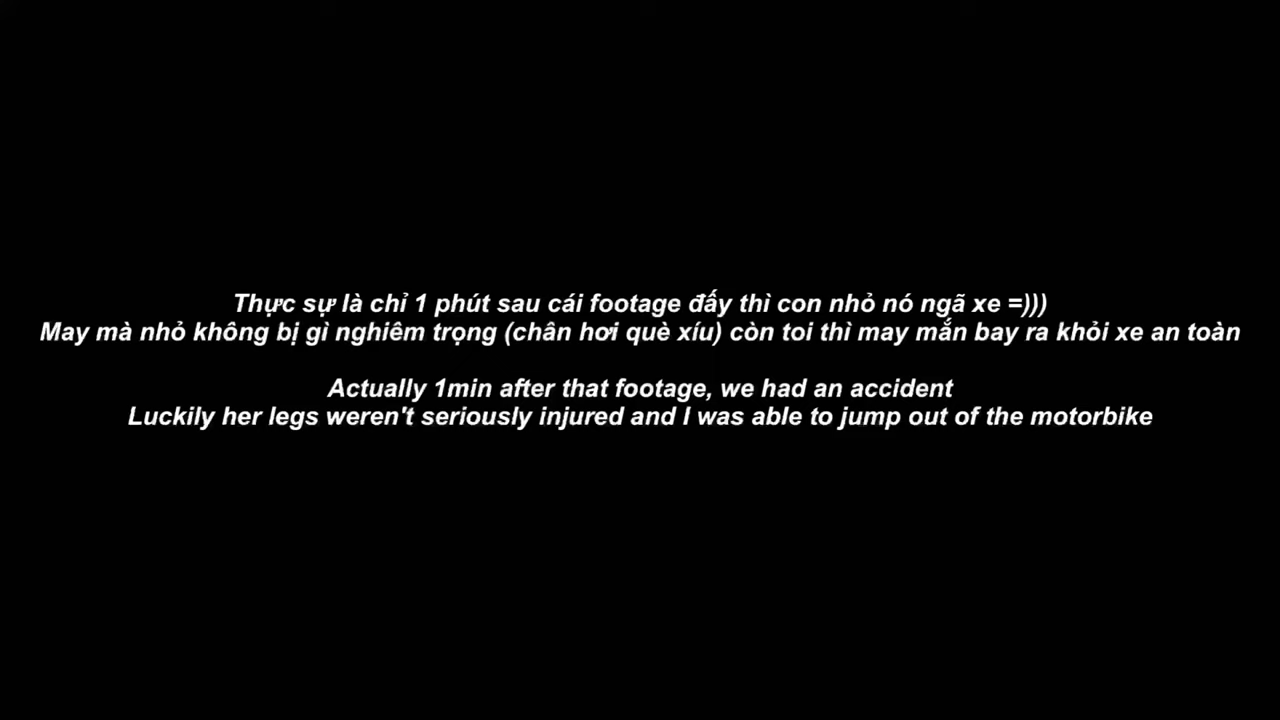 Thực sự là chỉ 1 phút sau cái footage đấy thì con nhỏ nó ngã xe =)))
May mà nhỏ không bị gì nghiêm trọng (chân hơi què xíu) còn toi thì may mắn bay ra khỏi xe an toàn
Actually 1min after that footage, we had an accident
Luckily her legs weren't seriously injured and I was able to jump out of the motorbike